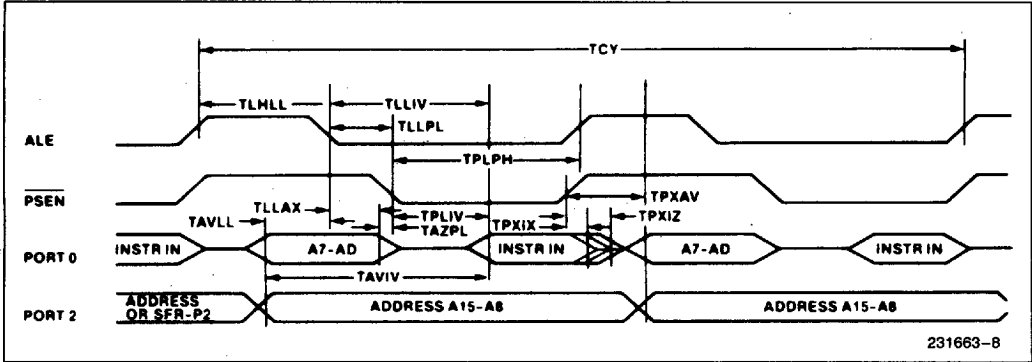 TCY
TLHLL TLLIV
ALE
TLLPL
TPLPH
PSEN
TLLAX TPXAV
TAVLL TPLIV TPXIZ
TAZPL TPXIX
PORT 0 INSTR IN A7-AD INSTR IN A7-AD INSTR IN
TAVIV
PORT 2 ADDRESS OR SFR-P2 ADDRESS A15-A8 ADDRESS A15-A8
231663-8